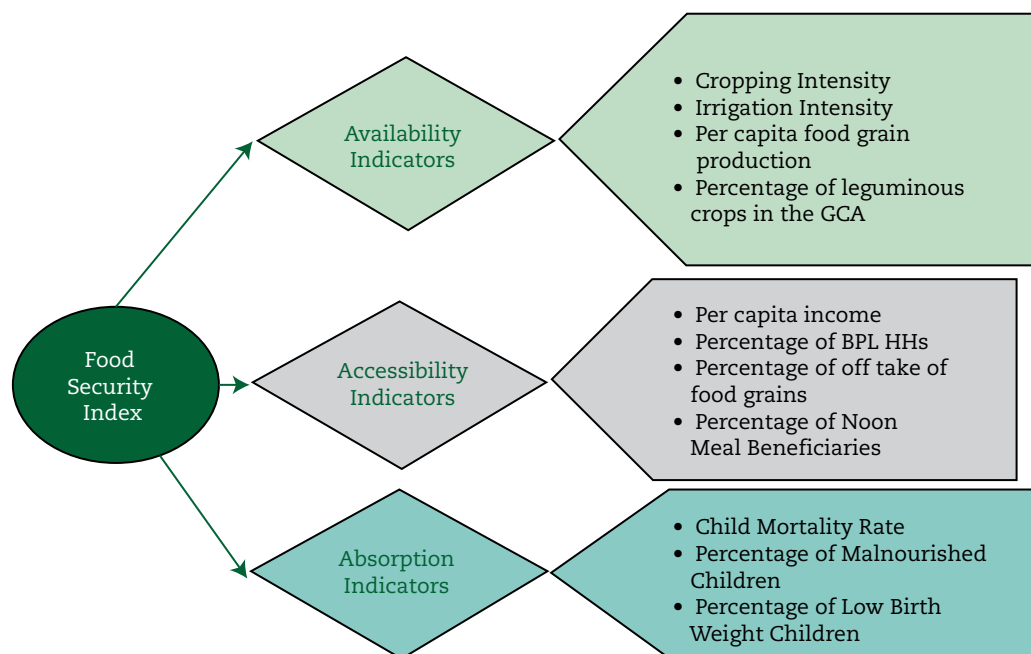 Food
Security
Index
Availability
Indicators
• Cropping Intensity
• Irrigation Intensity
• Per capita food grain
production
• Percentage of leguminous
crops in the GCA
Accessibility
Indicators
• Per capita income
• Percentage of BPL HHs
• Percentage of off take of
food grains
• Percentage of Noon
Meal Beneficiaries
Absorption
Indicators
• Child Mortality Rate
• Percentage of Malnourished
Children
• Percentage of Low Birth
Weight Children